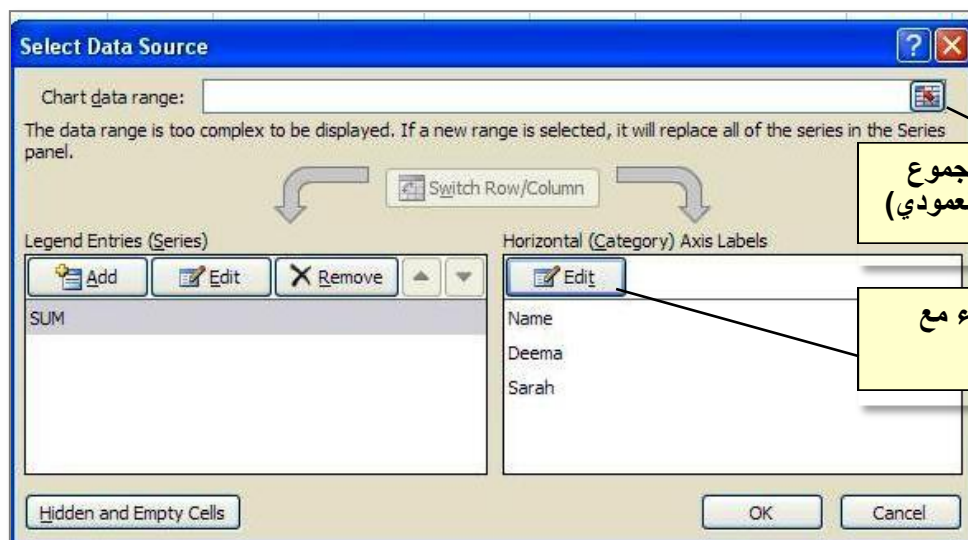 Select Data Source
Chart data range:
The data range is too complex to be displayed. If a new range is selected, it will replace all of the series in the Series
panel.
Switch Row/Column
Legend Entries (Series)
Add Edit Remove
SUM
Horizontal (Category) Axis Labels
Edit
Name
Deema
Sarah
Hidden and Empty Cells
OK Cancel
مع